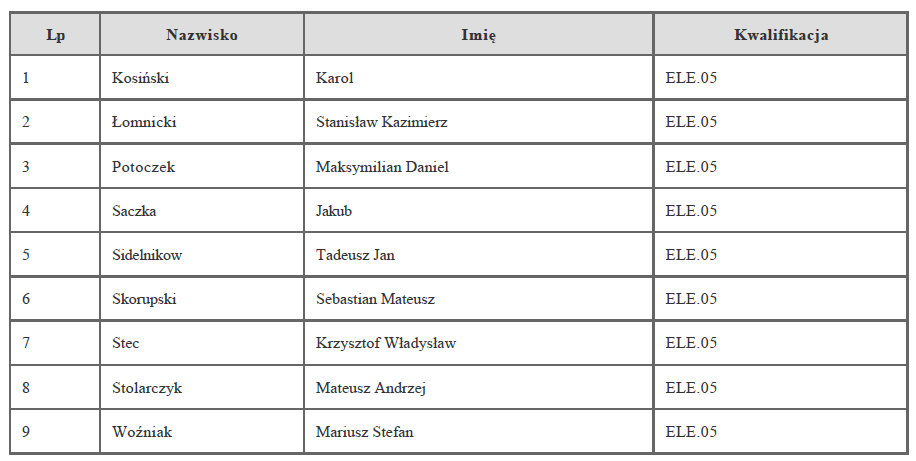 Lp Nazwisko Imię Kwalifikacja
1 Kosiński Karol ELE.05
2 Łomnicki Stanisław Kazimierz ELE.05
3 Potoczek Maksymilian Daniel ELE.05
4 Saczka Jakub ELE.05
5 Sidelnikow Tadeusz Jan ELE.05
6 Skorupski Sebastian Mateusz ELE.05
7 Stec Krzysztof Władysław ELE.05
8 Stolarczyk Mateusz Andrzej ELE.05
9 Woźniak Mariusz Stefan ELE.05